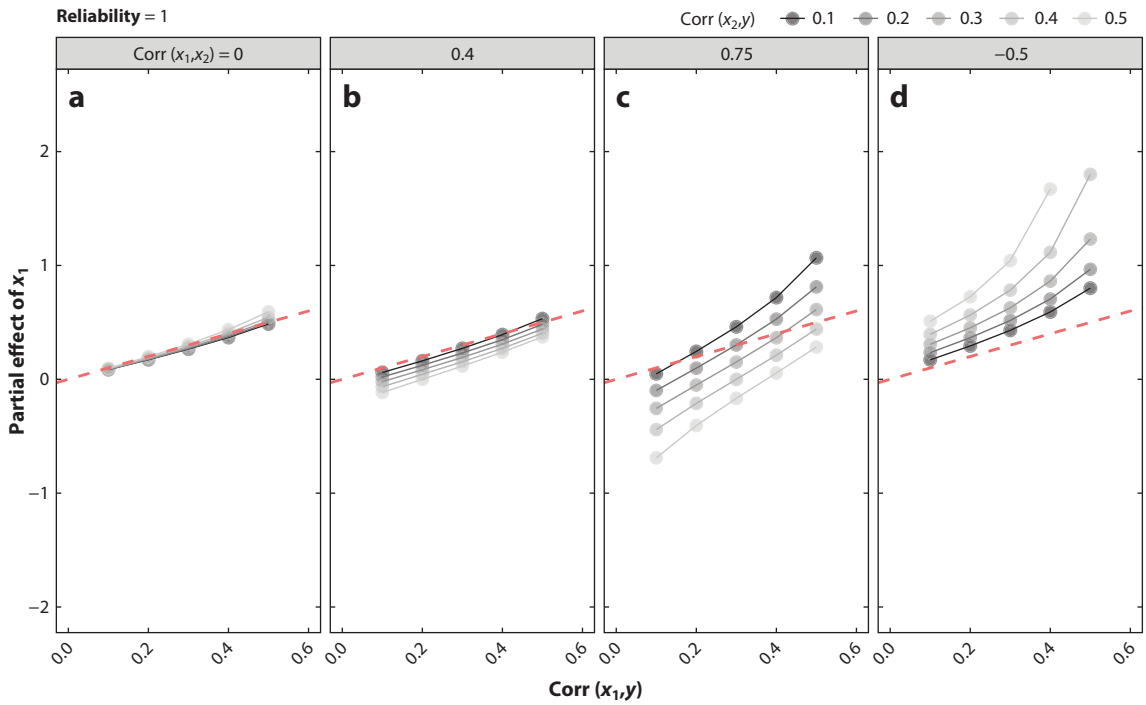 Reliability = 1
Corr (x₂,y) 0.1 0.2 0.3 0.4 0.5
Corr (x₁,x₂) = 0 0.4 0.75 −0.5
a b c d
Partial effect of x₁
2
1
0
−1
−2
0.0 0.2 0.4 0.6 0.0 0.2 0.4 0.6 0.0 0.2 0.4 0.6 0.0 0.2 0.4 0.6
Corr (x₁,y)